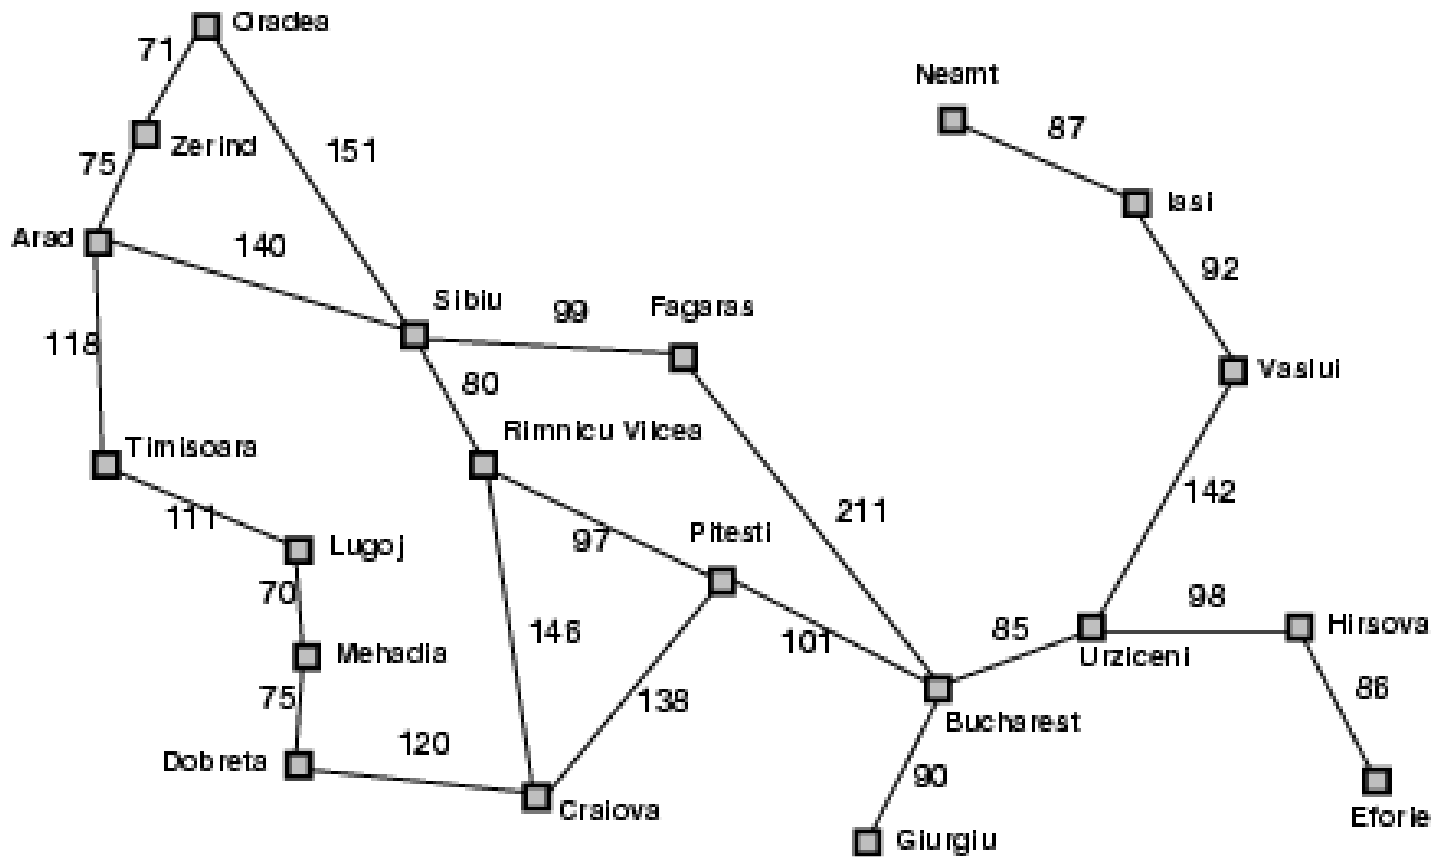 Oradea
71
Neamt
87
Zerind
151
75
Iasi
Arad
140
92
Sibiu
99
Fagaras
118
Vaslui
80
Timisoara
Rimnicu Vilcea
142
111
211
Lugoj
97
Pitesti
70
98
146
101
85
Hirsova
Mehadia
Urziceni
75
138
86
Bucharest
Dobreta
120
90
Craiova
Eforie
Giurgiu